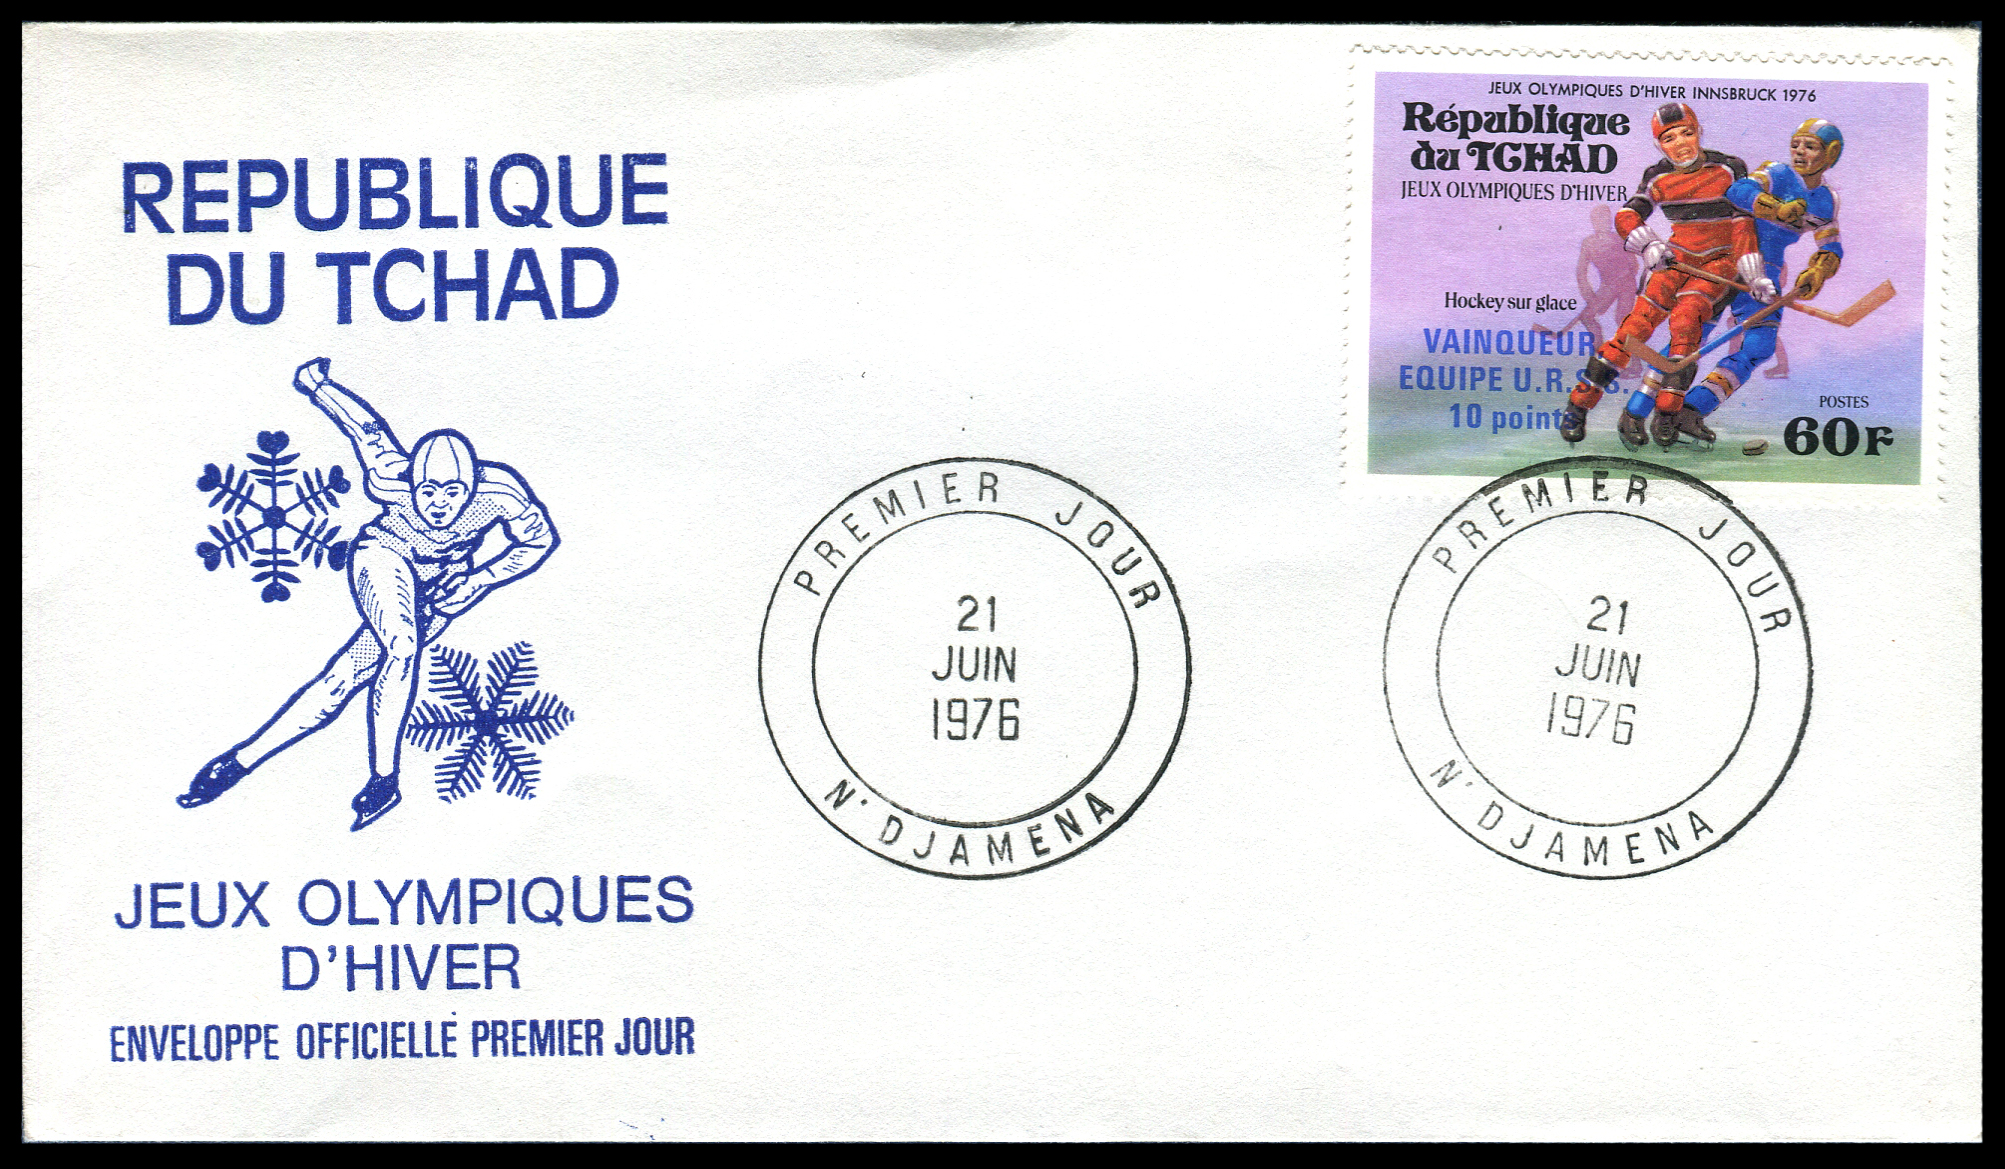 REPUBLIQUE
DU TCHAD
JEUX OLYMPIQUES
D'HIVER
ENVELOPPE OFFICIELLE PREMIER JOUR
JEUX OLYMPIQUES D'HIVER INNSBRUCK 1976
République
du TCHAD
JEUX OLYMPIQUES D'HIVER
Hockey sur glace
VAINQUEUR
EQUIPE U.R.S.S.
10 points
POSTES
60F
PREMIER JOUR
21
JUIN
1976
N'DJAMENA
PREMIER JOUR
21
JUIN
1976
N'DJAMENA